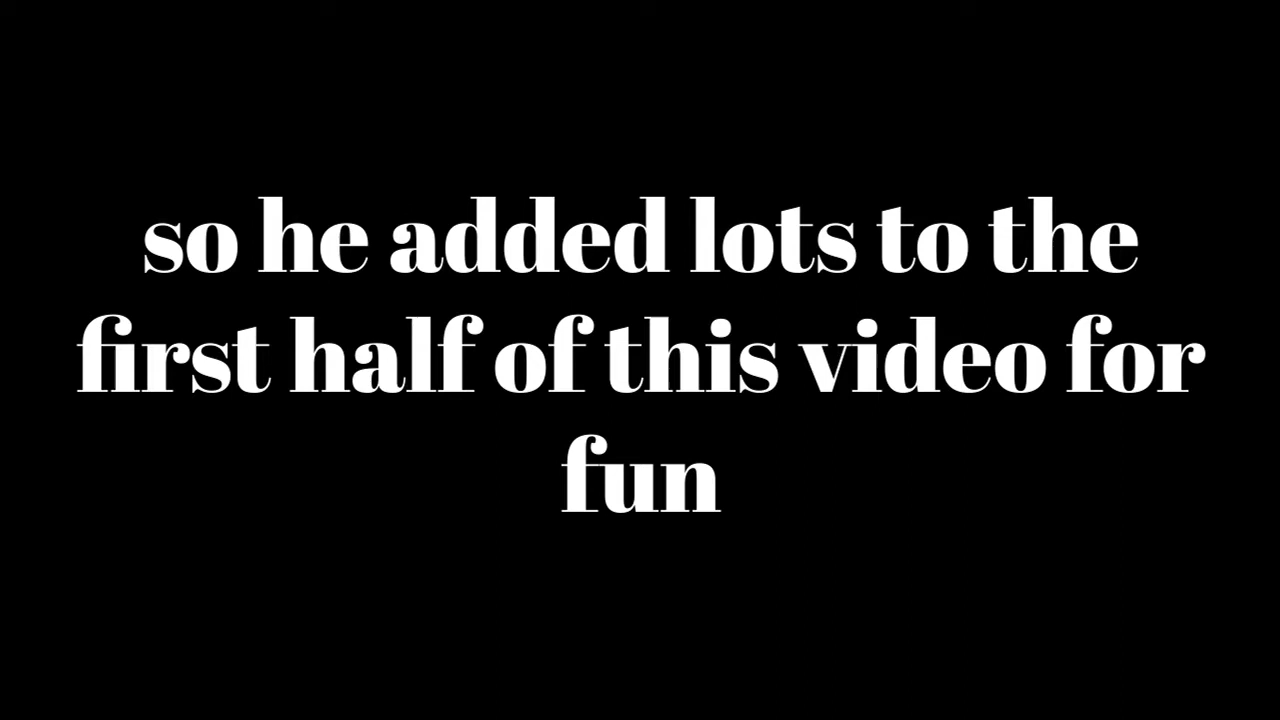 so he added lots to the
first half of this video for
fun